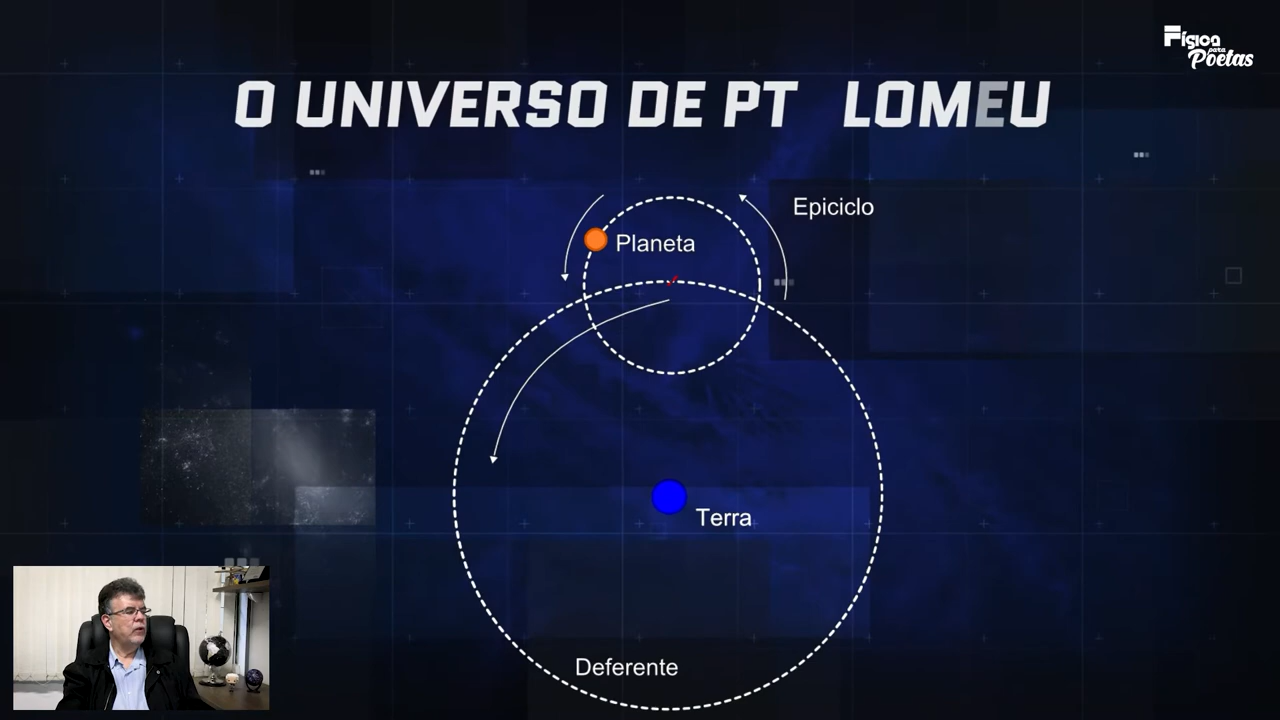 Física
para
Poetas
O UNIVERSO DE PT LOMEU
Epiciclo
Planeta
Terra
Deferente